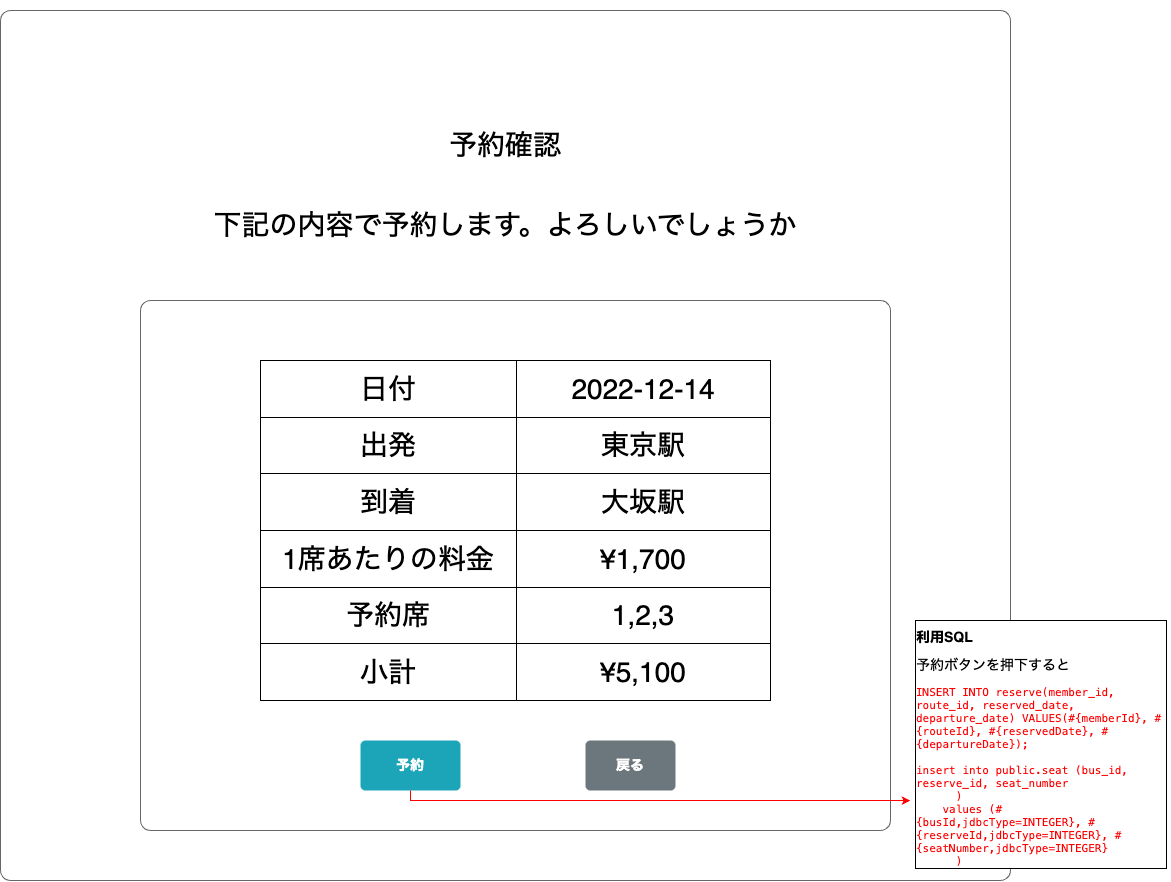 予約確認
下記の内容で予約します。よろしいでしょうか
日付 2022-12-14
出発 東京駅
到着 大坂駅
1席あたりの料金 ¥1,700
予約席 1,2,3
小計 ¥5,100
予約 戻る
利用SQL
予約ボタンを押下すると
INSERT INTO reserve(member_id,
route_id, reserved_date,
departure_date) VALUES(#{memberId}, #
{routeId}, #{reservedDate}, #
{departureDate});
insert into public.seat (bus_id,
reserve_id, seat_number
)
values (#
{busId,jdbcType=INTEGER}, #
{reserveId,jdbcType=INTEGER}, #
{seatNumber,jdbcType=INTEGER}
)